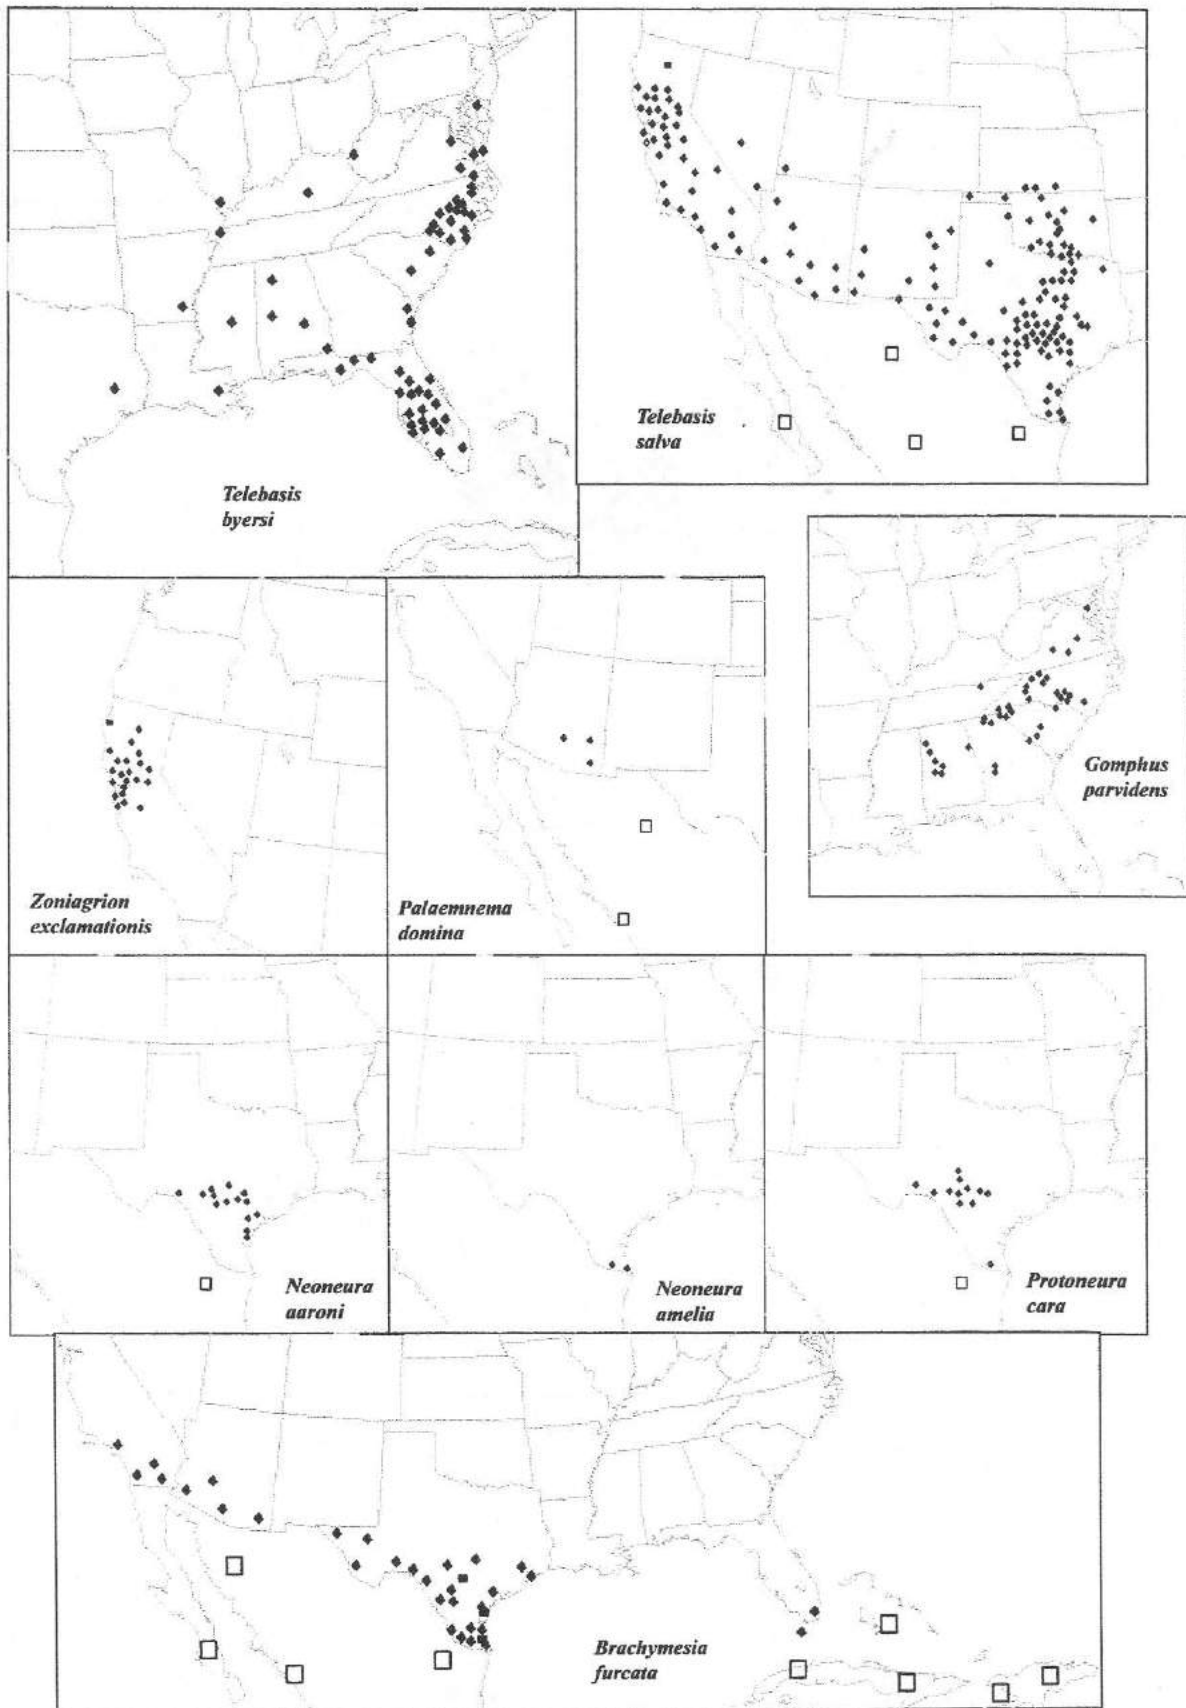 Telebasis
byersi
Telebasis
salva
Gomphus
parvidens
Zoniagrion
exclamationis
Palaemnema
domina
Neoneura
aaroni
Neoneura
amelia
Protoneura
cara
Brachymesia
furcata